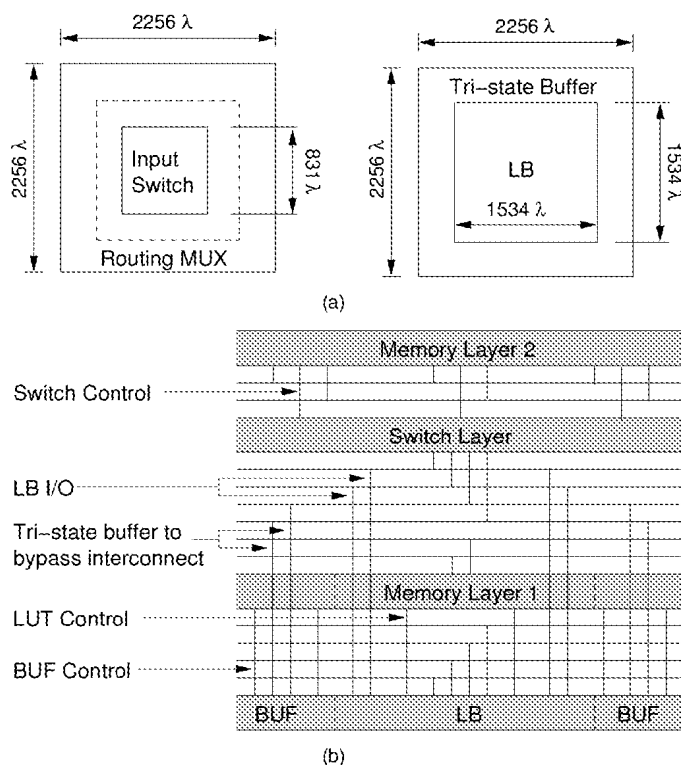 2256 λ
2256 λ
Input
Switch
831 λ
Routing MUX
2256 λ
2256 λ
Tri-state Buffer
LB
1534 λ
1534 λ
(a)
Memory Layer 2
Switch Control
Switch Layer
LB I/O
Tri-state buffer to
bypass interconnect
Memory Layer 1
LUT Control
BUF Control
BUF
LB
BUF
(b)